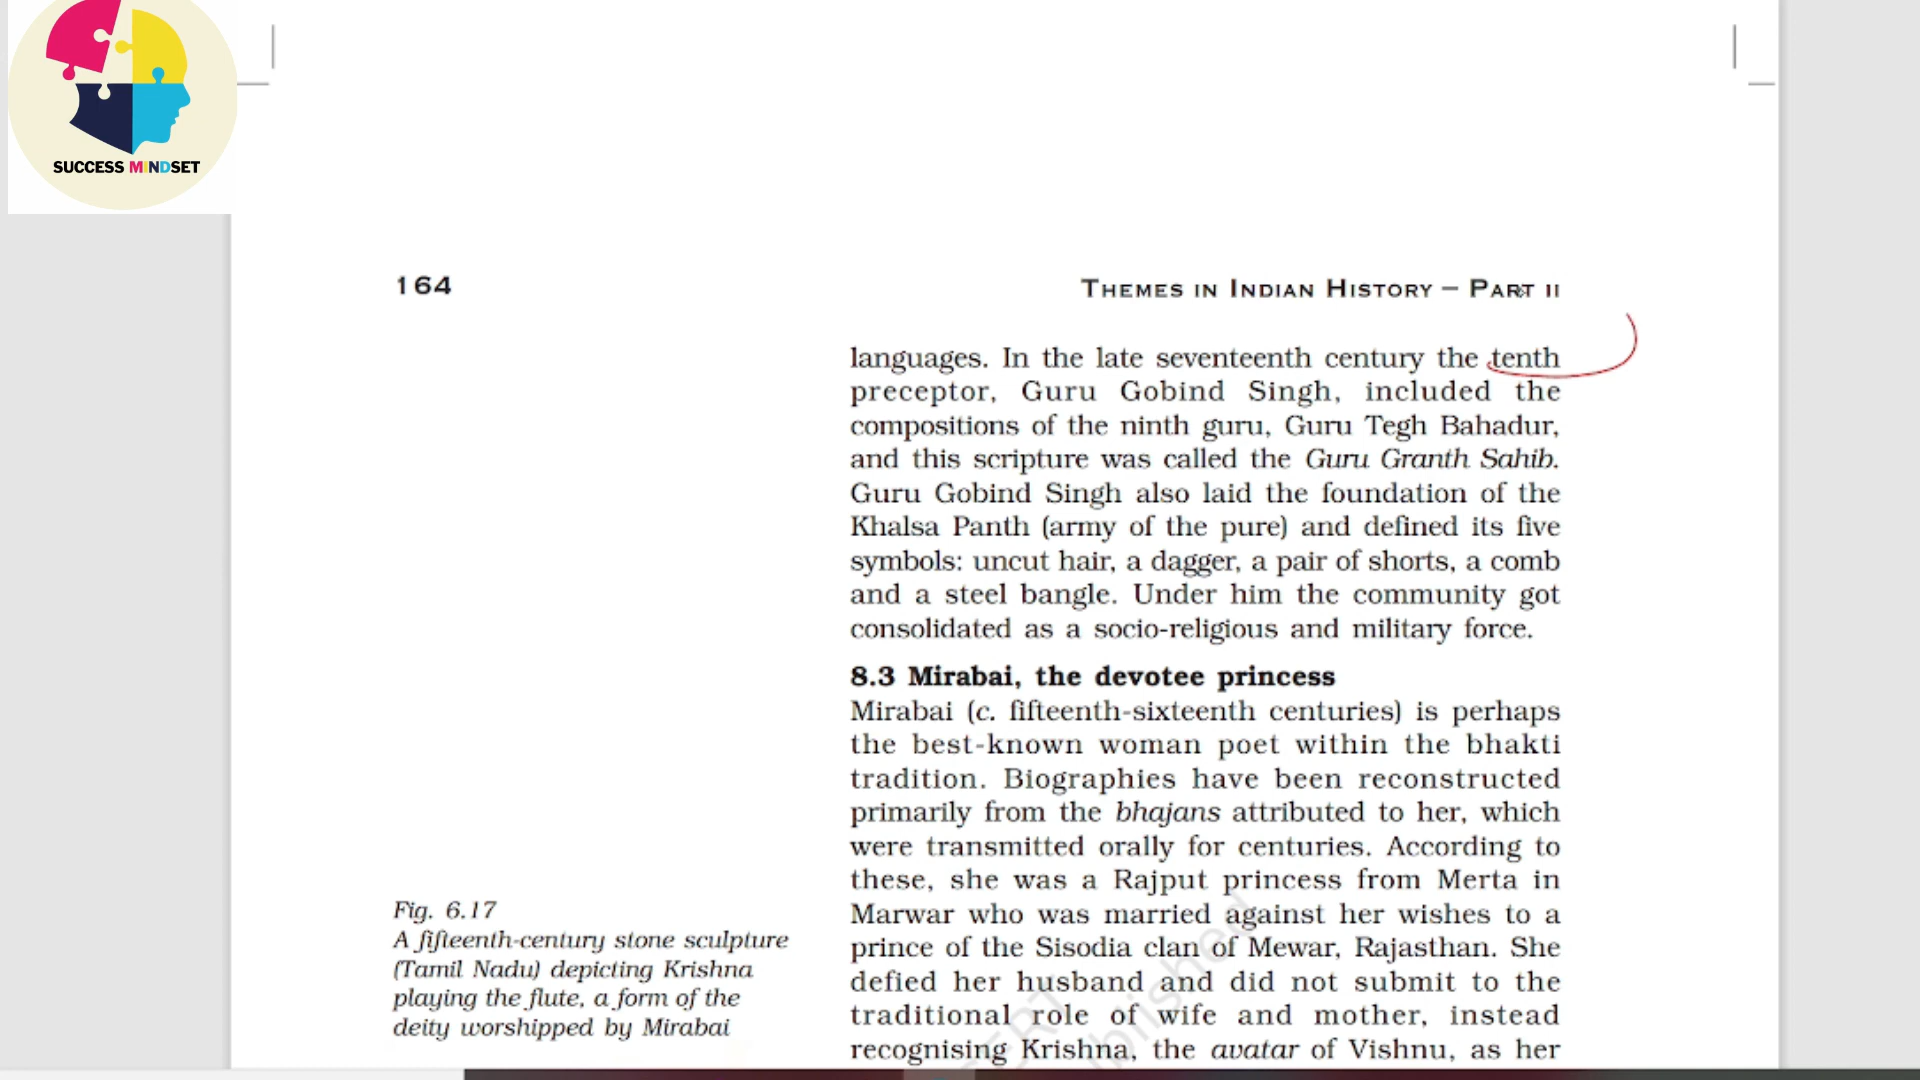 SUCCESS MINDSET
164
THEMES IN INDIAN HISTORY – PART II
languages. In the late seventeenth century the tenth
preceptor, Guru Gobind Singh, included the
compositions of the ninth guru, Guru Tegh Bahadur,
and this scripture was called the Guru Granth Sahib.
Guru Gobind Singh also laid the foundation of the
Khalsa Panth (army of the pure) and defined its five
symbols: uncut hair, a dagger, a pair of shorts, a comb
and a steel bangle. Under him the community got
consolidated as a socio-religious and military force.
8.3 Mirabai, the devotee princess
Mirabai (c. fifteenth-sixteenth centuries) is perhaps
the best-known woman poet within the bhakti
tradition. Biographies have been reconstructed
primarily from the bhajans attributed to her, which
were transmitted orally for centuries. According to
these, she was a Rajput princess from Merta in
Marwar who was married against her wishes to a
prince of the Sisodia clan of Mewar, Rajasthan. She
defied her husband and did not submit to the
traditional role of wife and mother, instead
recognising Krishna, the avatar of Vishnu, as her
Fig. 6.17
A fifteenth-century stone sculpture
(Tamil Nadu) depicting Krishna
playing the flute, a form of the
deity worshipped by Mirabai